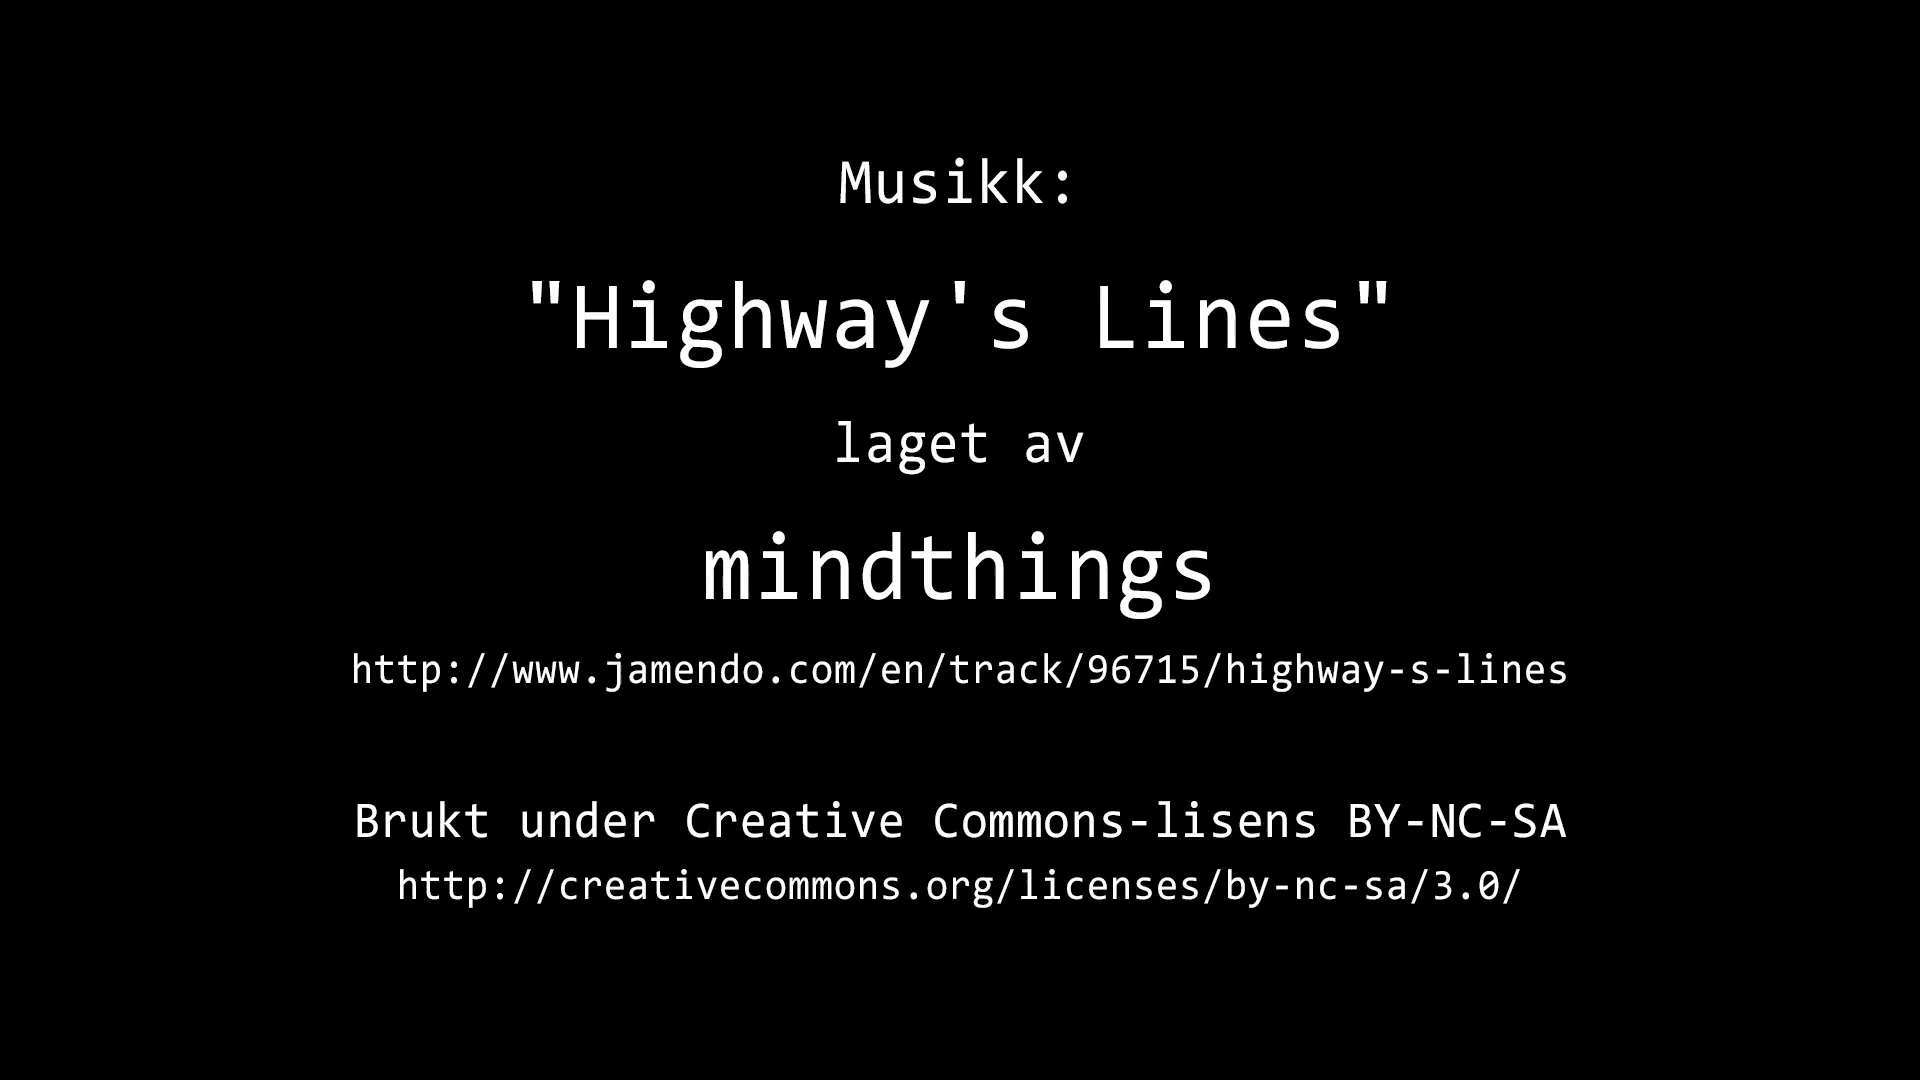 Musikk:
"Highway's Lines"
laget av
mindthings
http://www.jamendo.com/en/track/96715/highway-s-lines
Brukt under Creative Commons-lisens BY-NC-SA
http://creativecommons.org/licenses/by-nc-sa/3.0/